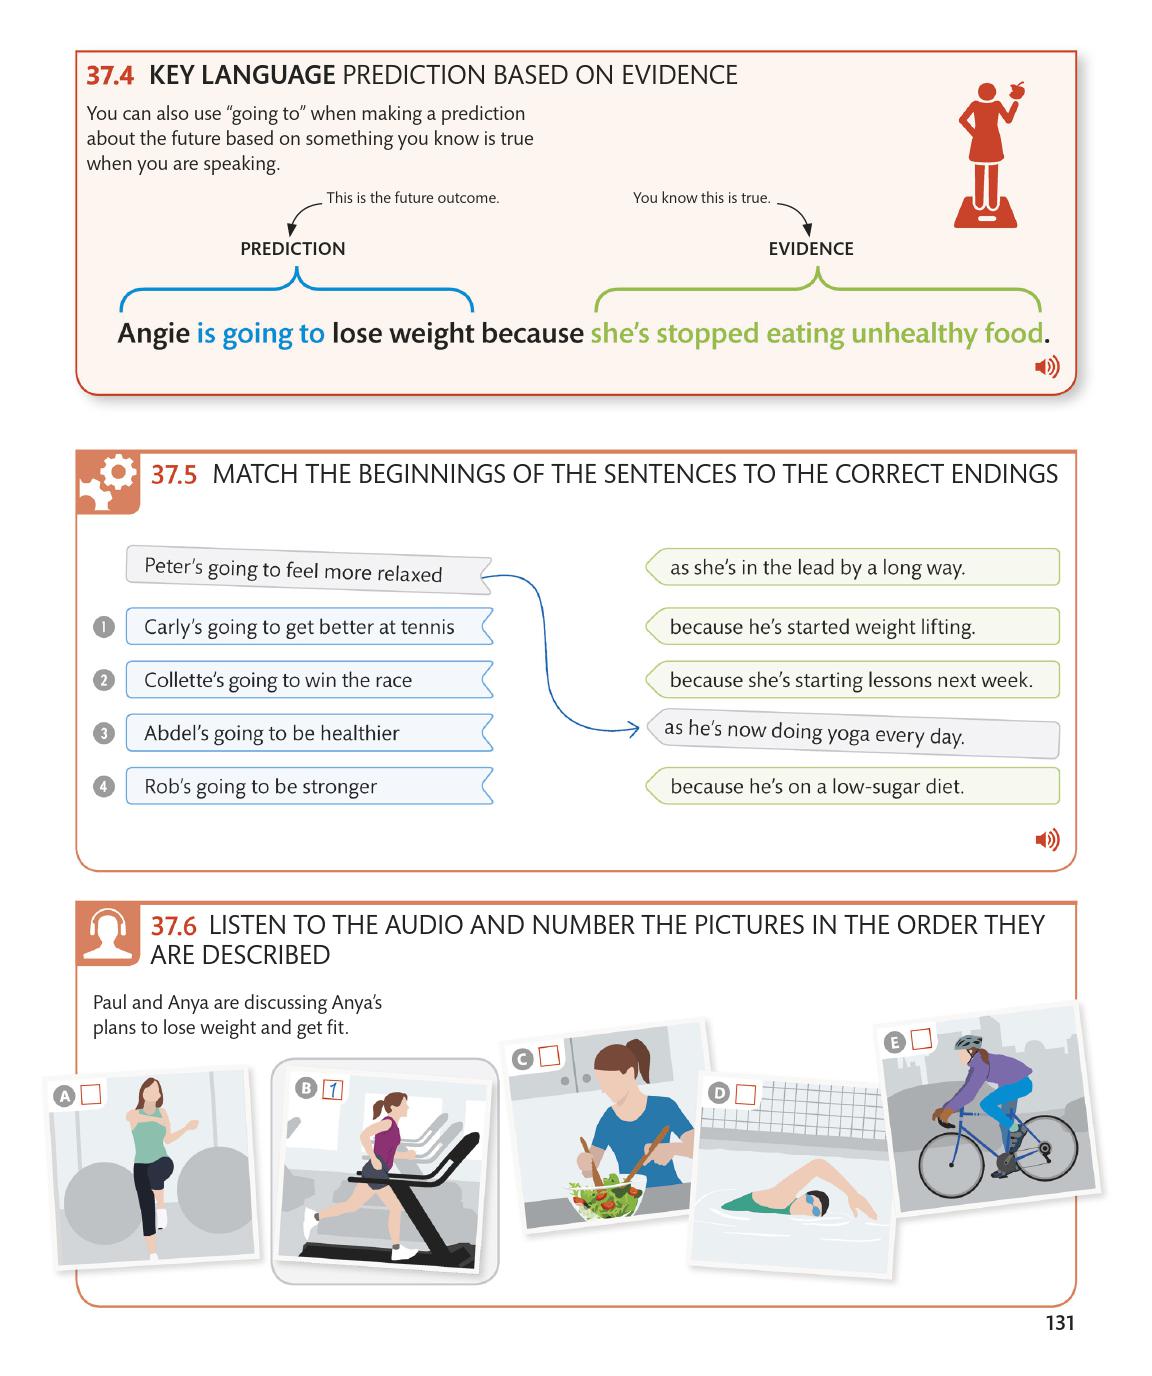 37.4 KEY LANGUAGE PREDICTION BASED ON EVIDENCE
You can also use “going to” when making a prediction
about the future based on something you know is true
when you are speaking.
This is the future outcome.
You know this is true.
PREDICTION
EVIDENCE
Angie is going to lose weight because she’s stopped eating unhealthy food.
37.5 MATCH THE BEGINNINGS OF THE SENTENCES TO THE CORRECT ENDINGS
Peter’s going to feel more relaxed
as she’s in the lead by a long way.
1 Carly’s going to get better at tennis
because he’s started weight lifting.
2 Collette’s going to win the race
because she’s starting lessons next week.
3 Abdel’s going to be healthier
as he’s now doing yoga every day.
4 Rob’s going to be stronger
because he’s on a low-sugar diet.
37.6 LISTEN TO THE AUDIO AND NUMBER THE PICTURES IN THE ORDER THEY
ARE DESCRIBED
Paul and Anya are discussing Anya’s
plans to lose weight and get fit.
A
B 1
C
D
E
131